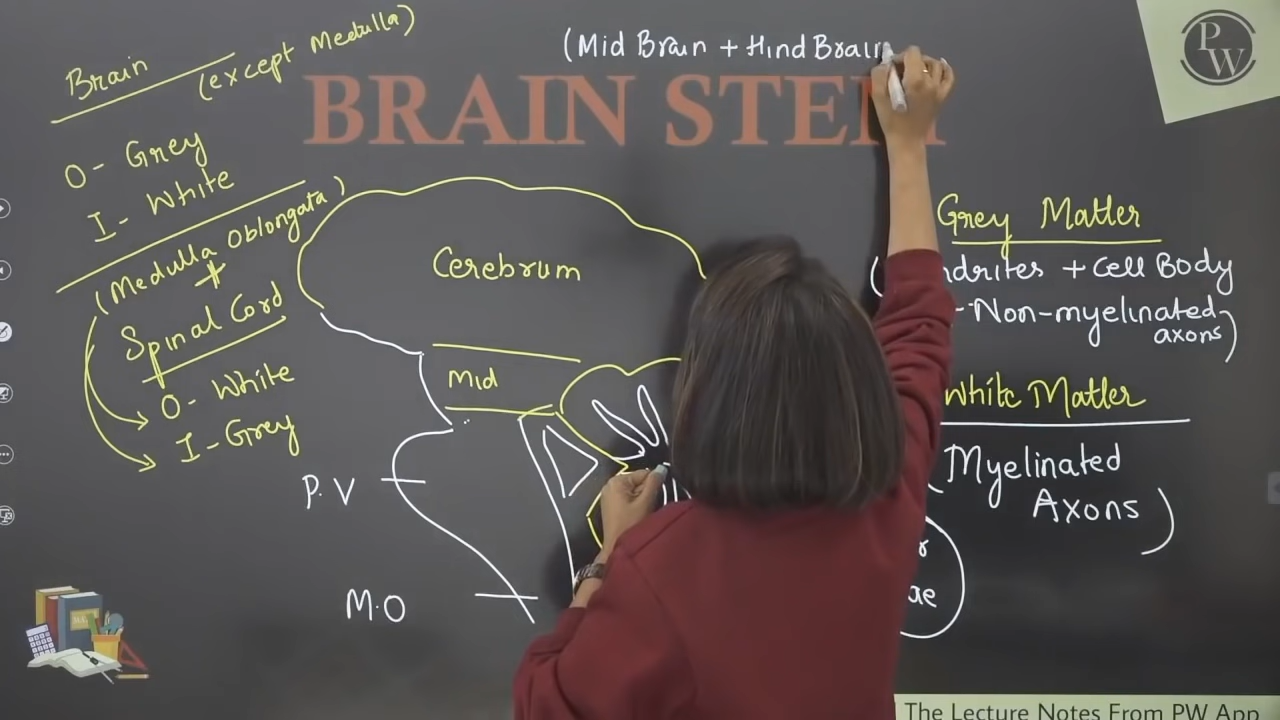 Brain
(except Medulla)
O- Grey
I- White
(Medulla Oblongata)
+
Spinal Cord
O- White
I- Grey
(Mid Brain + Hind Brain
BRAIN STEM
PW
Cerebrum
Mid
P.V
M.O
Grey Matter
+ Cell Body
Non-myelinated
axons)
White Matter
(Myelinated
Axons)
The Lecture Notes From PW App